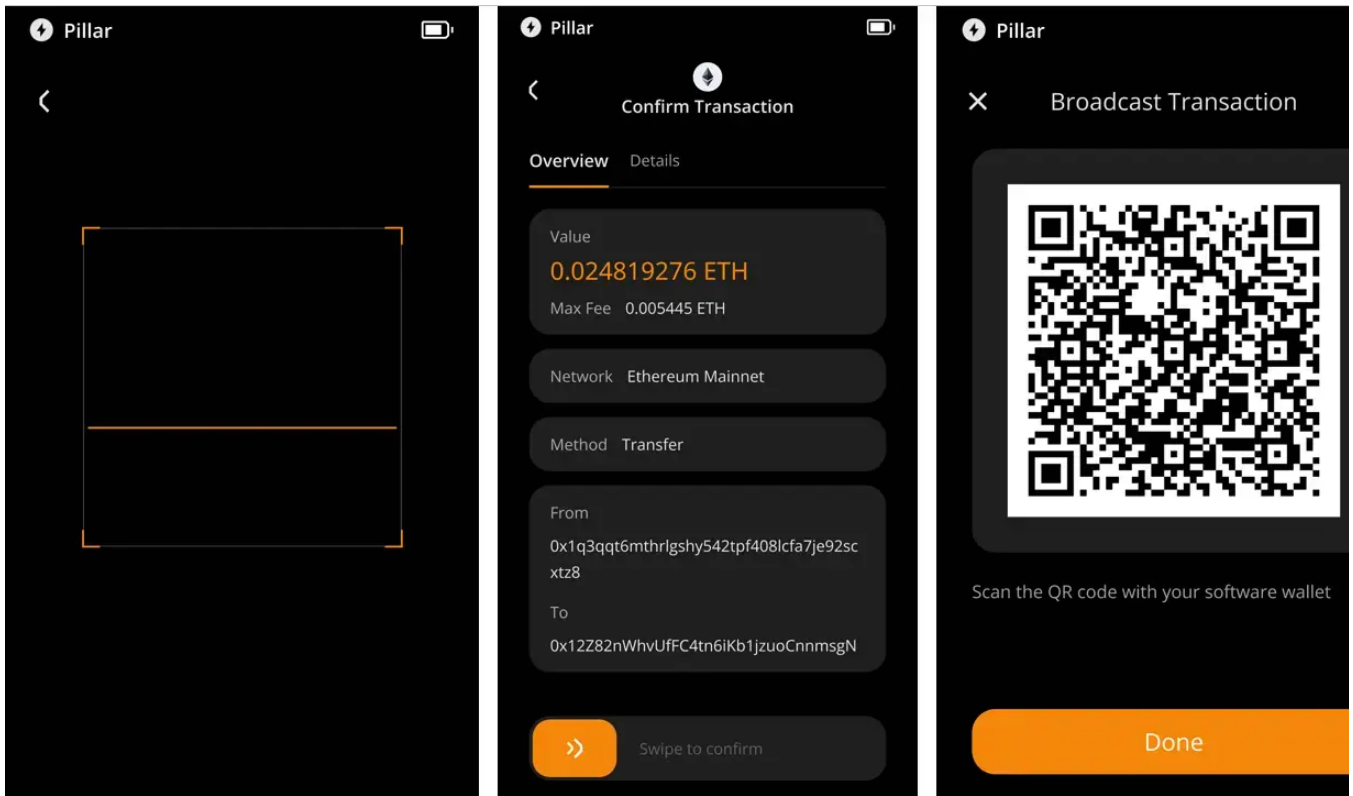 Pillar
Pillar
Confirm Transaction
Overview Details
Value
0.024819276 ETH
Max Fee 0.005445 ETH
Network Ethereum Mainnet
Method Transfer
From
0x1q3qqt6mthrlgshy542tpf408lcfa7je92sc
xtz8
To
0x12Z82nWhvUfFC4tn6iKb1jzuoCnnmsgN
Swipe to confirm
Pillar
Broadcast Transaction
Scan the QR code with your software wallet
Done